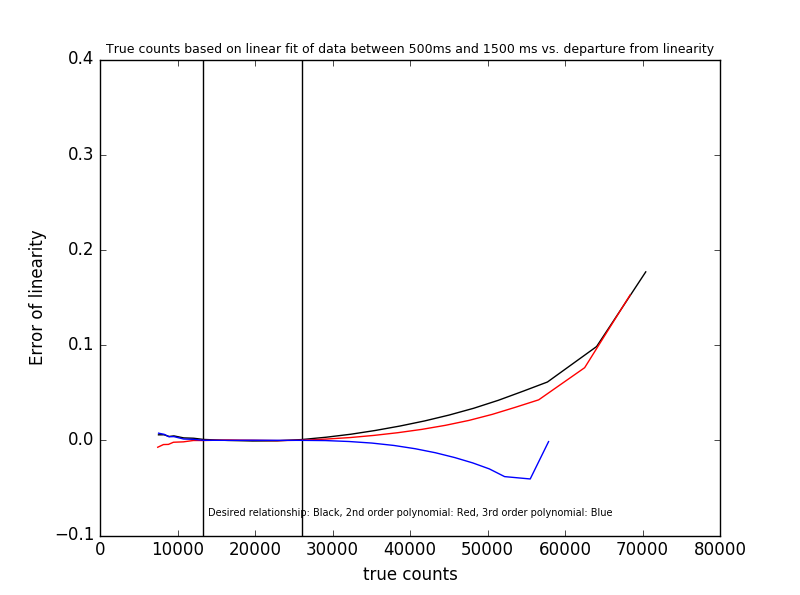 True counts based on linear fit of data between 500ms and 1500 ms vs. departure from linearity
0.4
0.3
0.2
0.1
0.0
−0.1
Error of linearity
Desired relationship: Black, 2nd order polynomial: Red, 3rd order polynomial: Blue
0 10000 20000 30000 40000 50000 60000 70000 80000
true counts